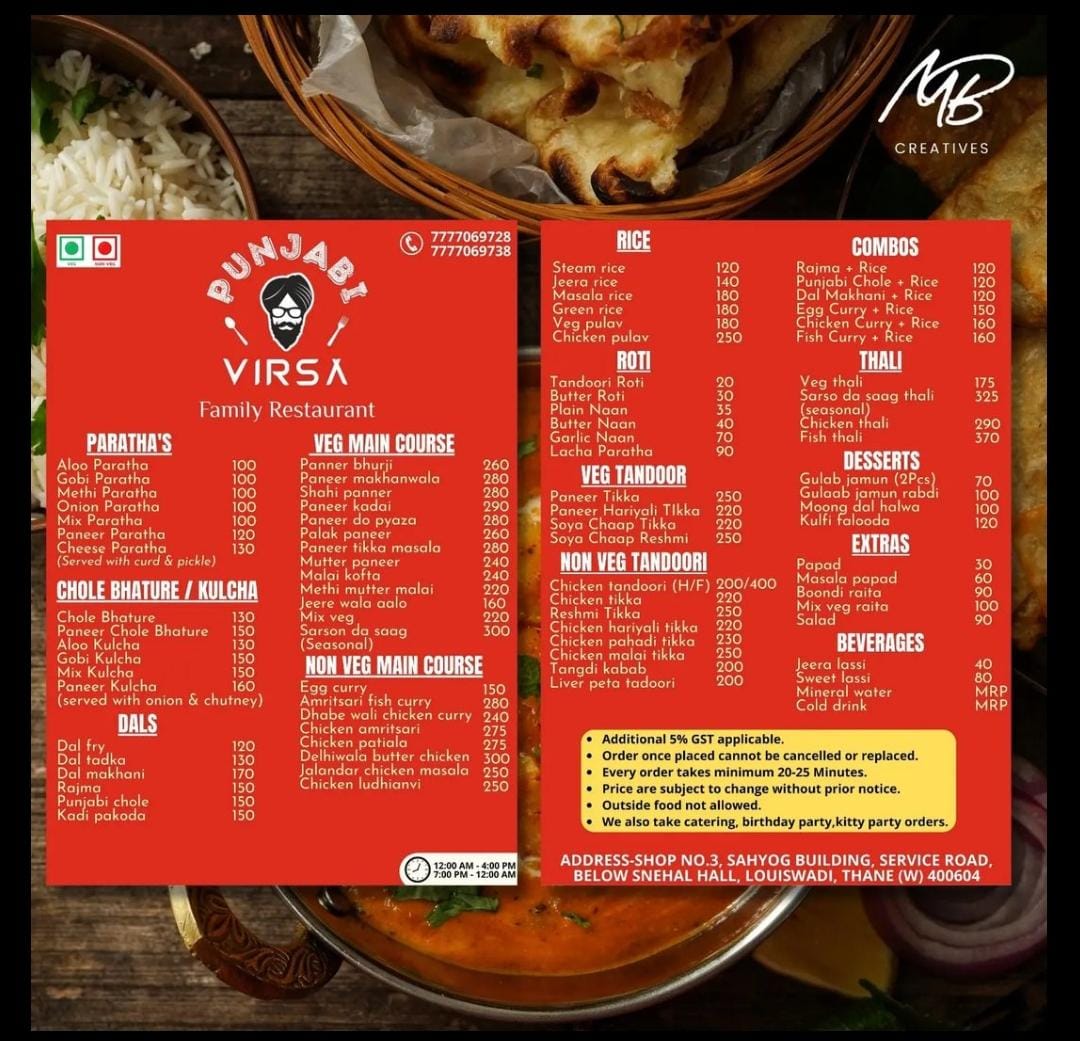 MB
CREATIVES
VEG
NON VEG
7777069728
7777069738
PUNJABI
VIRSA
Family Restaurant
PARATHA'S
Aloo Paratha 100
Gobi Paratha 100
Methi Paratha 100
Onion Paratha 100
Mix Paratha 100
Paneer Paratha 120
Cheese Paratha 130
(Served with curd & pickle)
CHOLE BHATURE / KULCHA
Chole Bhature 130
Paneer Chole Bhature 150
Aloo Kulcha 130
Gobi Kulcha 150
Mix Kulcha 150
Paneer Kulcha 160
(served with onion & chutney)
DALS
Dal fry 120
Dal tadka 130
Dal makhani 170
Rajma 150
Punjabi chole 150
Kadi pakoda 150
VEG MAIN COURSE
Panner bhurji 260
Paneer makhanwala 280
Shahi panner 280
Paneer kadai 290
Paneer do pyaza 280
Palak paneer 260
Paneer tikka masala 280
Mutter paneer 240
Malai kofta 240
Methi mutter malai 220
Jeere wala aalo 160
Mix veg 220
Sarson da saag 300
(Seasonal)
NON VEG MAIN COURSE
Egg curry 150
Amritsari fish curry 280
Dhabe wali chicken curry 240
Chicken amritsari 275
Chicken patiala 275
Delhiwala butter chicken 300
Jalandar chicken masala 250
Chicken ludhianvi 250
12:00 AM - 4:00 PM
7:00 PM - 12:00 AM
RICE
Steam rice 120
Jeera rice 140
Masala rice 180
Green rice 180
Veg pulav 180
Chicken pulav 250
ROTI
Tandoori Roti 20
Butter Roti 30
Plain Naan 35
Butter Naan 40
Garlic Naan 70
Lacha Paratha 90
VEG TANDOOR
Paneer Tikka 250
Paneer Hariyali TIkka 220
Soya Chaap Tikka 220
Soya Chaap Reshmi 250
NON VEG TANDOORI
Chicken tandoori (H/F) 200/400
Chicken tikka 220
Reshmi Tikka 250
Chicken hariyali tikka 220
Chicken pahadi tikka 230
Chicken malai tikka 250
Tangdi kabab 200
Liver peta tadoori 200
COMBOS
Rajma + Rice 120
Punjabi Chole + Rice 120
Dal Makhani + Rice 120
Egg Curry + Rice 150
Chicken Curry + Rice 160
Fish Curry + Rice 160
THALI
Veg thali 175
Sarso da saag thali 325
(seasonal)
Chicken thali 290
Fish thali 370
DESSERTS
Gulab jamun (2Pcs) 70
Gulaab jamun rabdi 100
Moong dal halwa 100
Kulfi falooda 120
EXTRAS
Papad 30
Masala papad 60
Boondi raita 90
Mix veg raita 100
Salad 90
BEVERAGES
Jeera lassi 40
Sweet lassi 80
Mineral water MRP
Cold drink MRP
• Additional 5% GST applicable.
• Order once placed cannot be cancelled or replaced.
• Every order takes minimum 20-25 Minutes.
• Price are subject to change without prior notice.
• Outside food not allowed.
• We also take catering, birthday party,kitty party orders.
ADDRESS-SHOP NO.3, SAHYOG BUILDING, SERVICE ROAD,
BELOW SNEHAL HALL, LOUISWADI, THANE (W) 400604